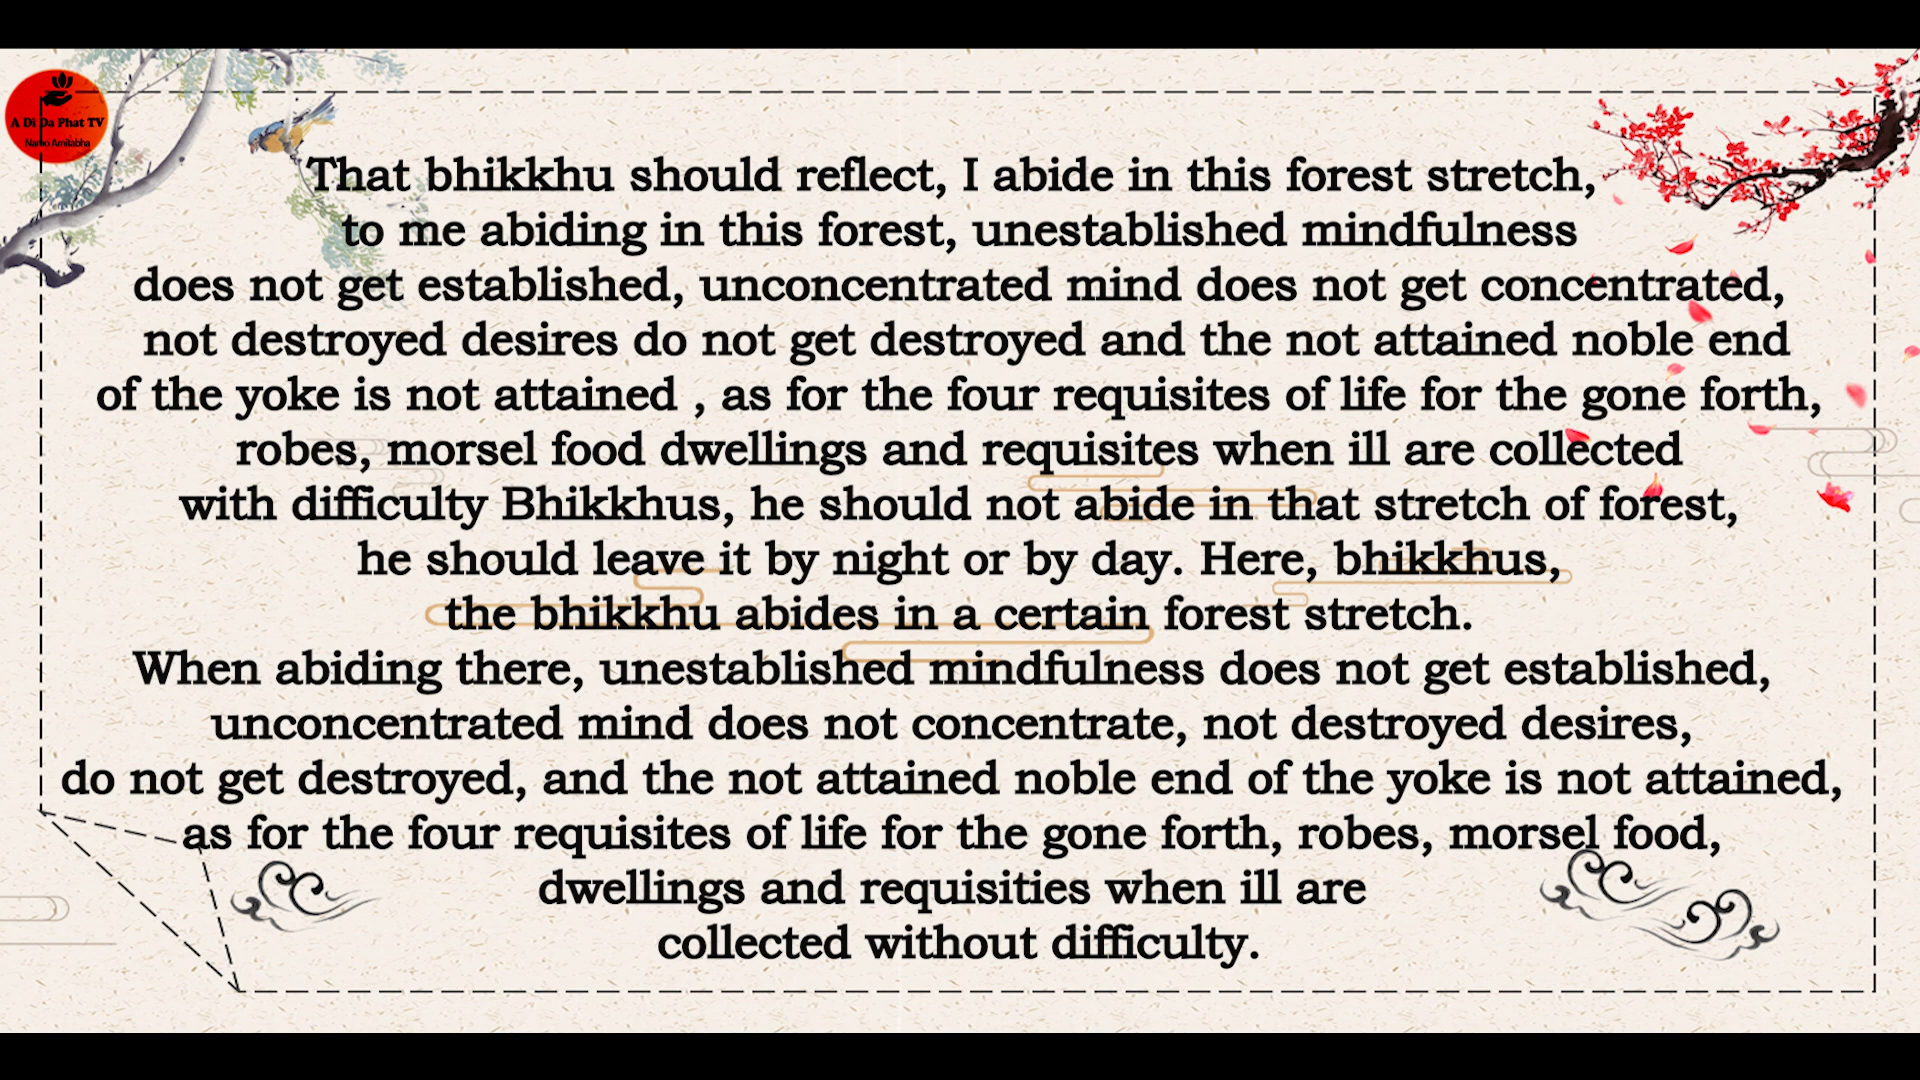 A Di Da Phat TV
Namo Amitabha
That bhikkhu should reflect, I abide in this forest stretch,
to me abiding in this forest, unestablished mindfulness
does not get established, unconcentrated mind does not get concentrated,
not destroyed desires do not get destroyed and the not attained noble end
of the yoke is not attained , as for the four requisites of life for the gone forth,
robes, morsel food dwellings and requisites when ill are collected
with difficulty Bhikkhus, he should not abide in that stretch of forest,
he should leave it by night or by day. Here, bhikkhus,
the bhikkhu abides in a certain forest stretch.
When abiding there, unestablished mindfulness does not get established,
unconcentrated mind does not concentrate, not destroyed desires,
do not get destroyed, and the not attained noble end of the yoke is not attained,
as for the four requisites of life for the gone forth, robes, morsel food,
dwellings and requisities when ill are
collected without difficulty.